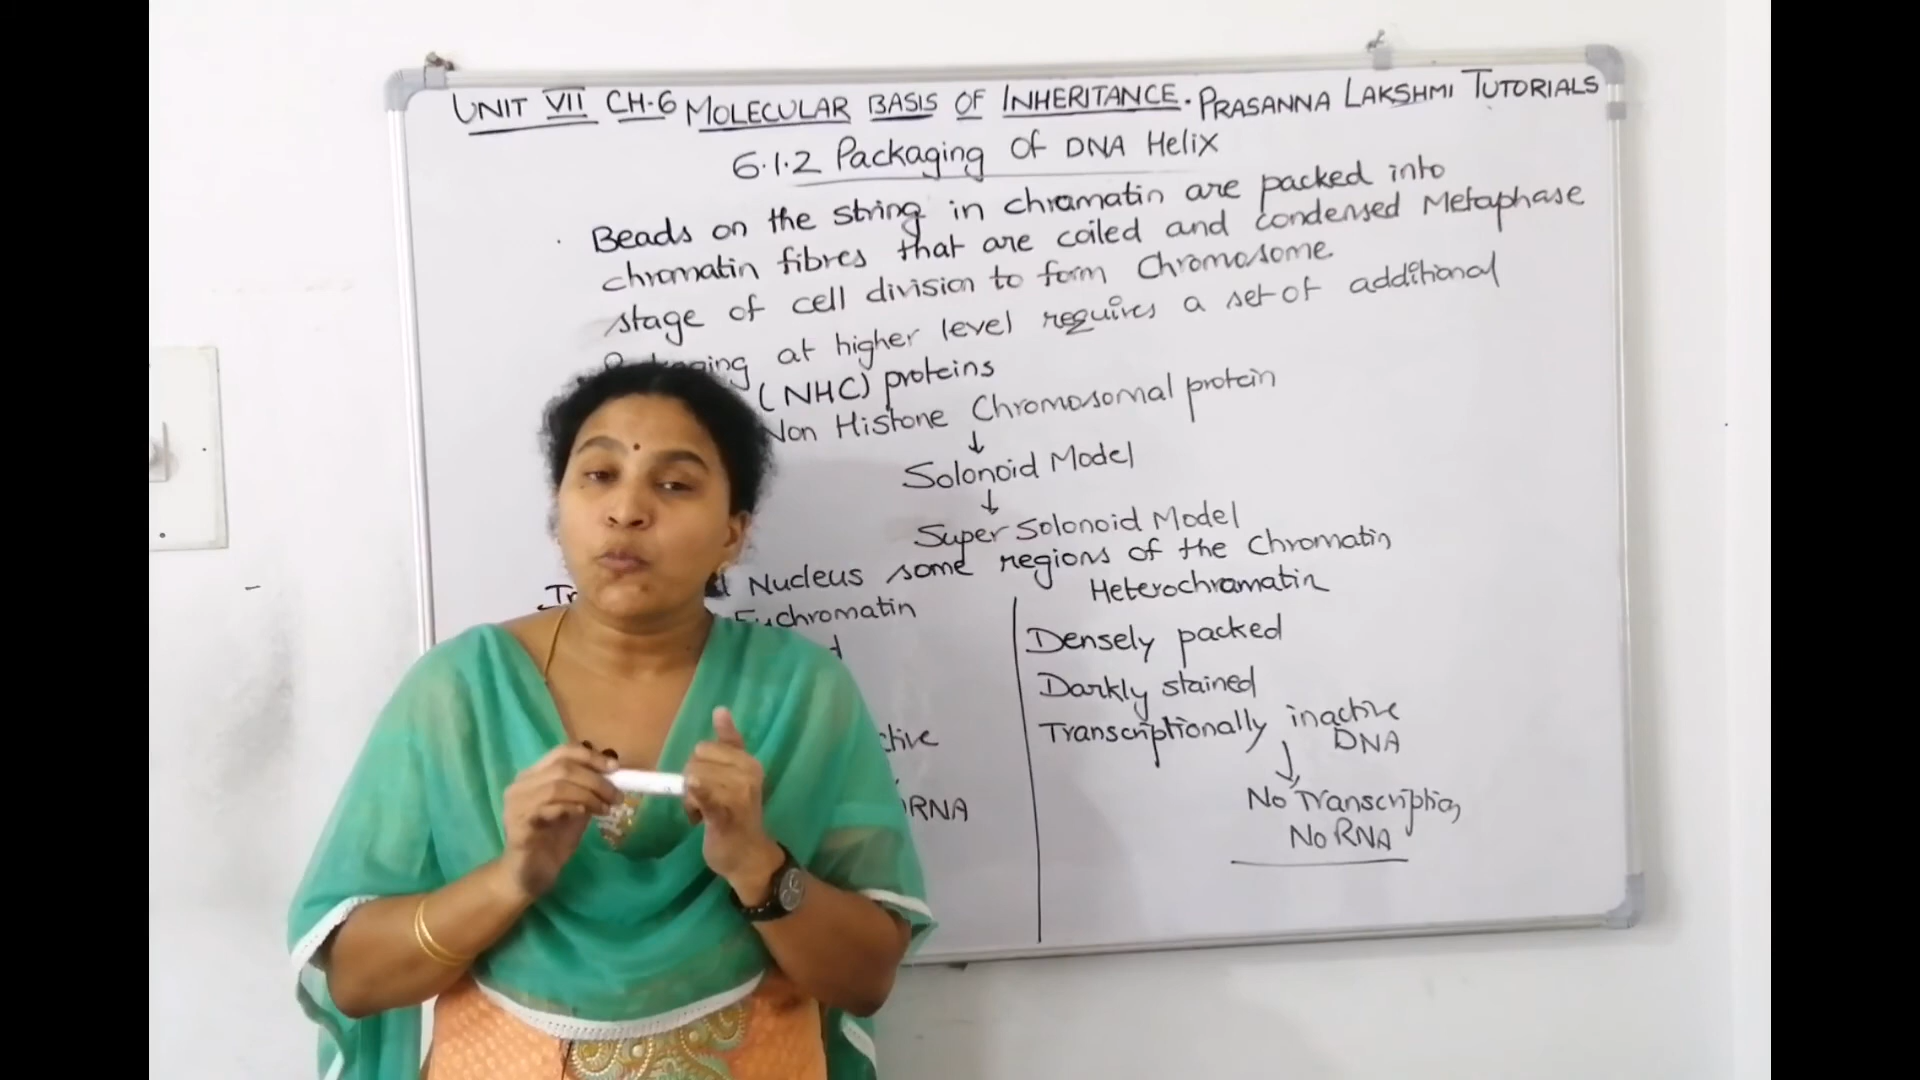 UNIT VII CH-6 MOLECULAR BASIS OF INHERITANCE. PRASANNA LAKSHMI TUTORIALS
6.1.2 Packaging Of DNA Helix
Beads on the string in chromatin are packed into
chromatin fibres that are coiled and condensed Metaphase
stage of cell division to form Chromosome.
at higher level requires a set of additional
(NHC) proteins
Non Histone Chromosomal protein
↓
Solonoid Model
↓
Super Solonoid Model
Nucleus some regions of the Chromatin
Euchromatin
Heterochromatin
Densely packed
Darkly stained
Transcriptionally inactive
DNA
No Transcription
No RNA
RNA